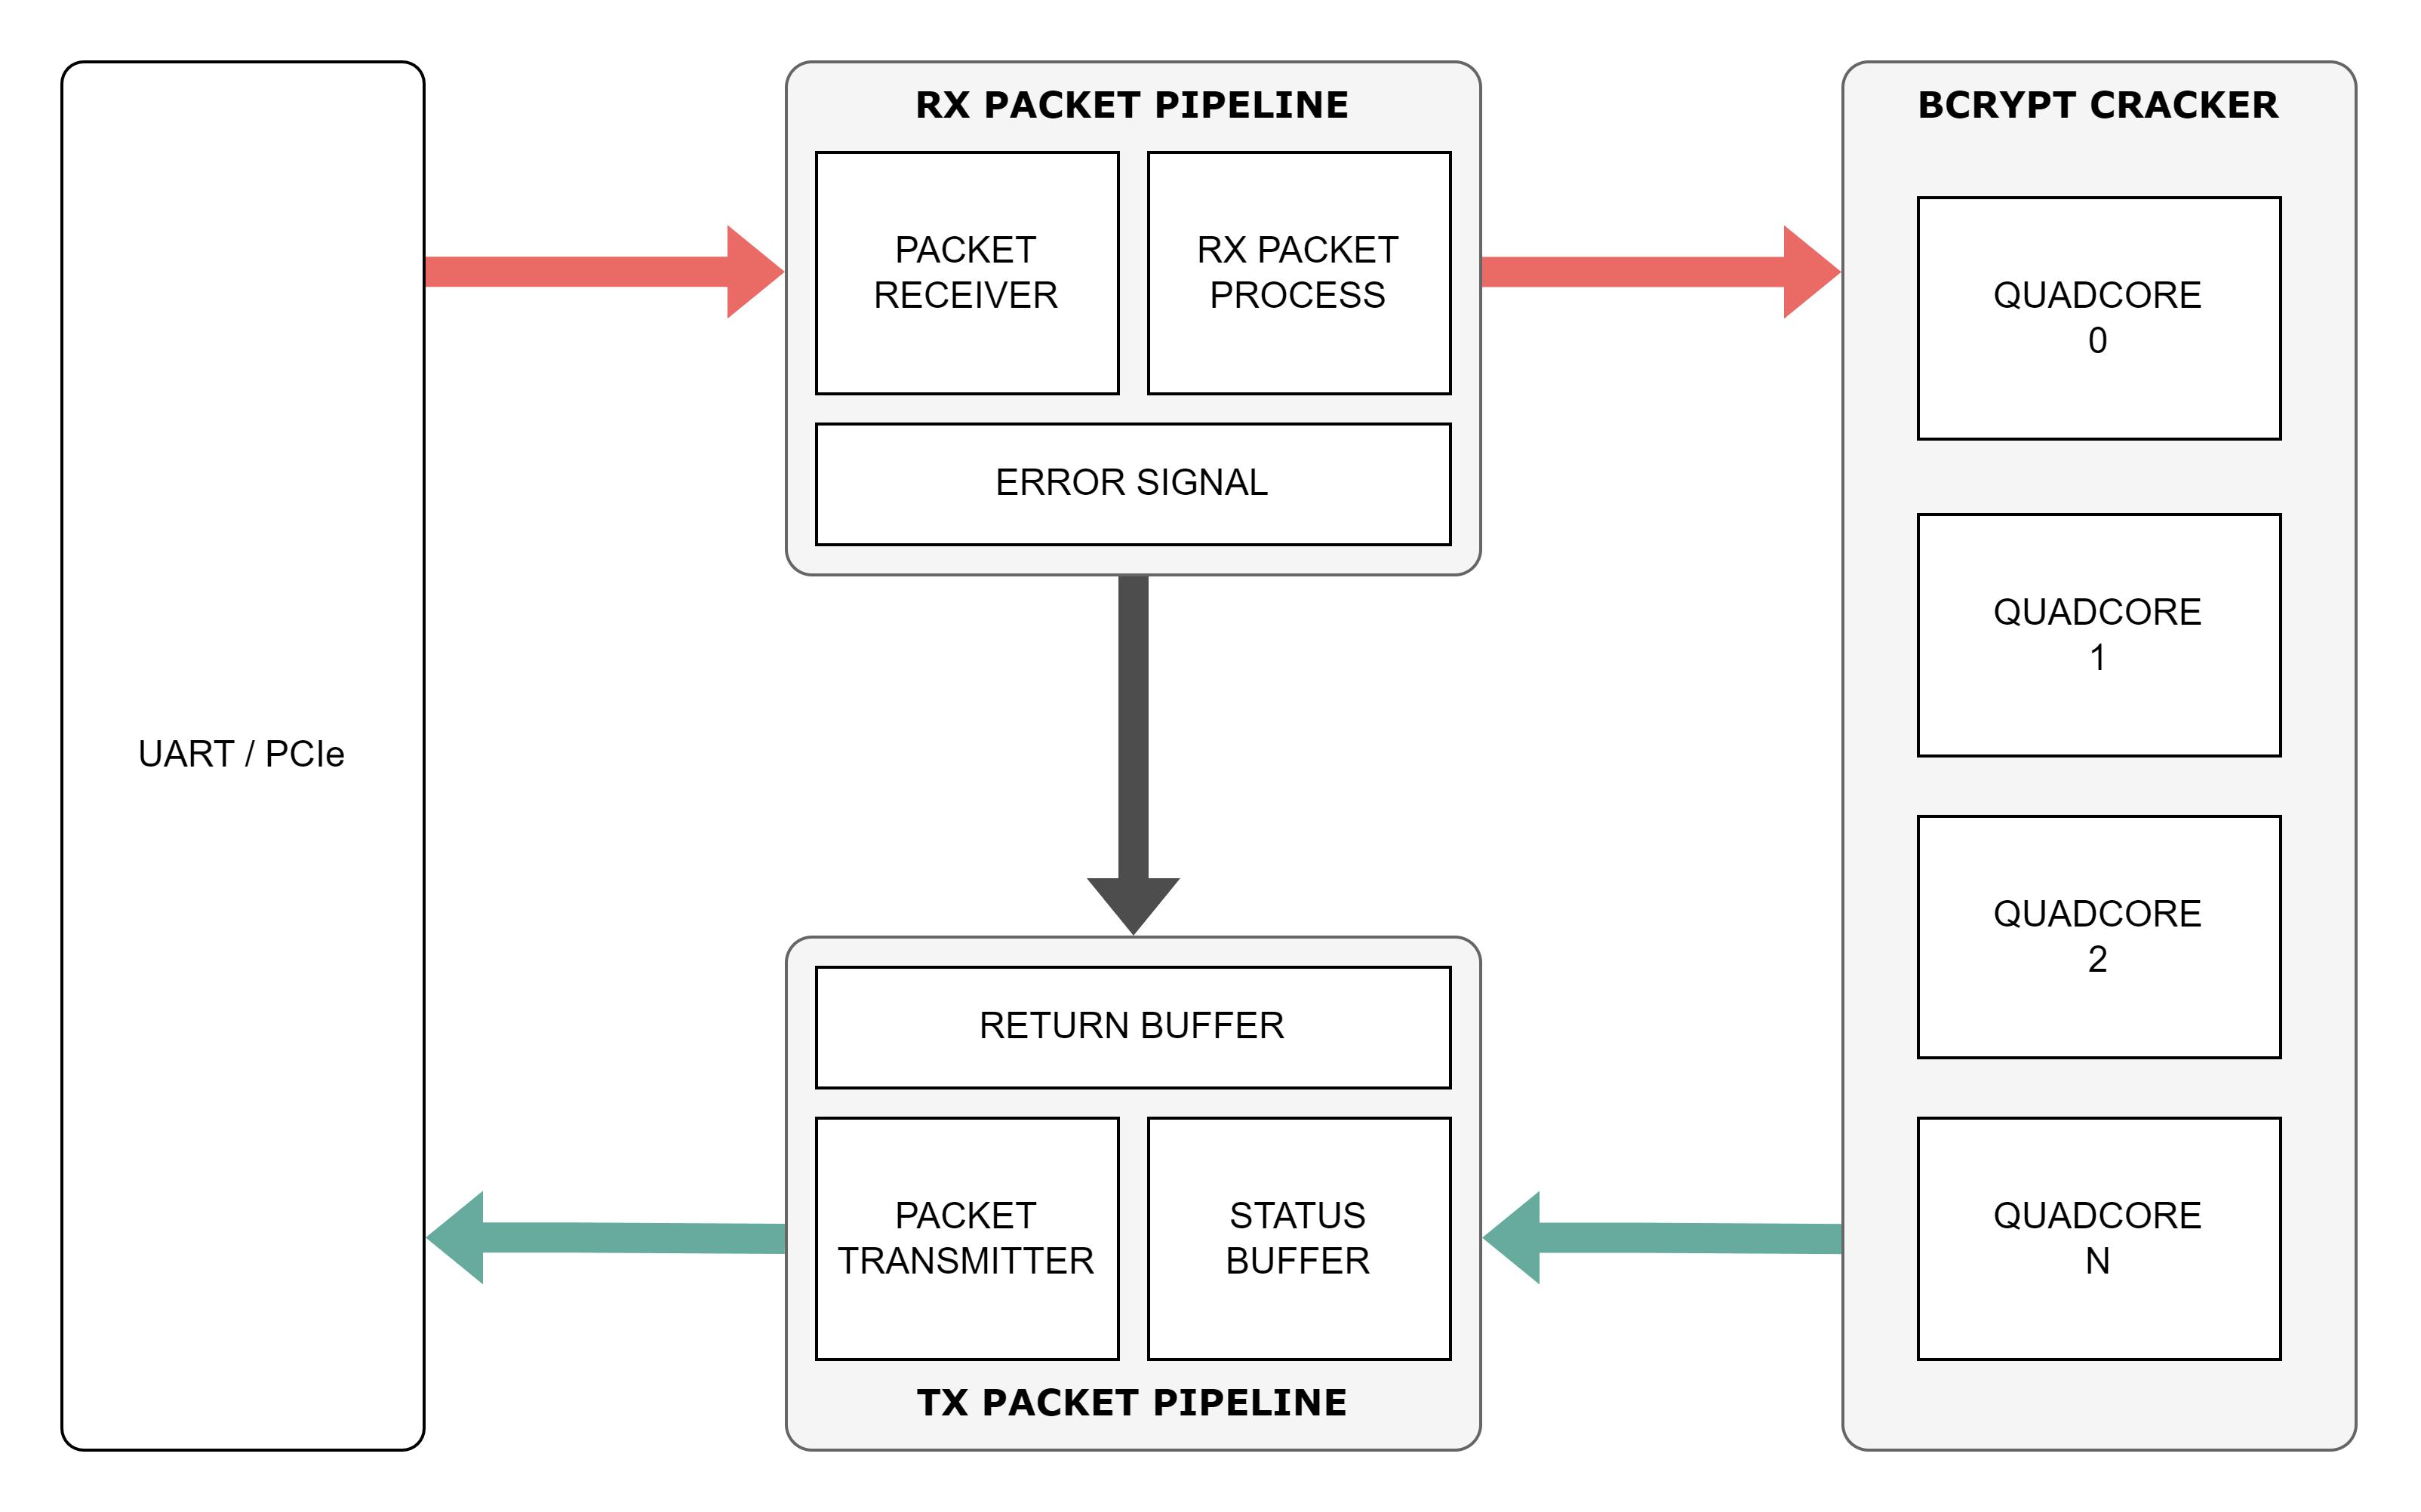 UART / PCIe
RX PACKET PIPELINE
PACKET
RECEIVER
RX PACKET
PROCESS
ERROR SIGNAL
RETURN BUFFER
PACKET
TRANSMITTER
STATUS
BUFFER
TX PACKET PIPELINE
BCRYPT CRACKER
QUADCORE
0
QUADCORE
1
QUADCORE
2
QUADCORE
N